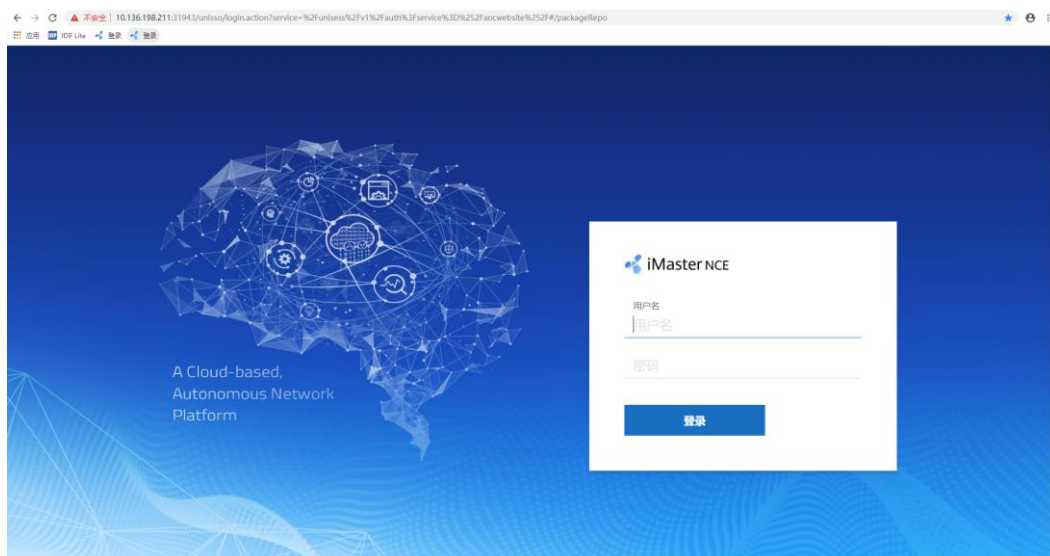 不安全 | 10.136.198.211:31943/unisso/login.action?service=%2Funisess%2Fv1%2Fauth%3Fservice%3D%252Faocwebsite%252F#/packageRepo
应用 IDP IDP Lite 登录 登录
iMaster NCE
用户名
用户名
密码
登录
A Cloud-based,
Autonomous Network
Platform